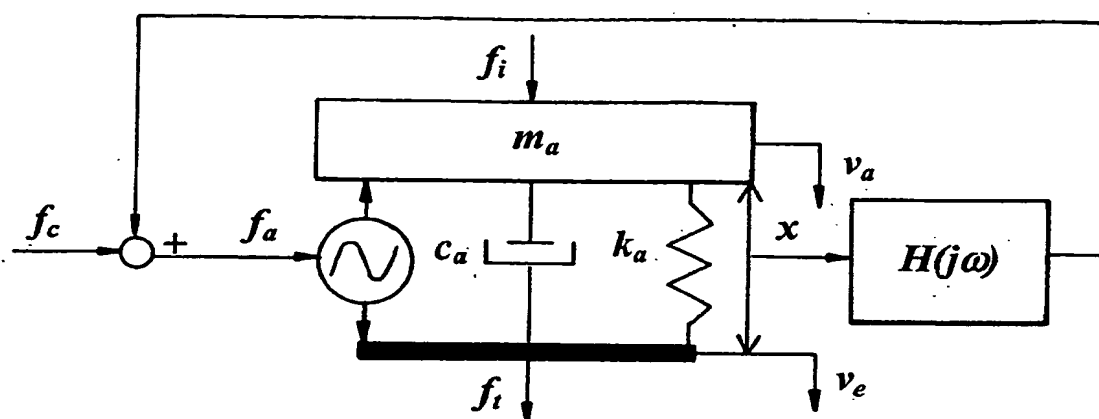 f_i
m_a
v_a
f_c
+
f_a
c_a
k_a
x
H(jω)
f_t
v_e